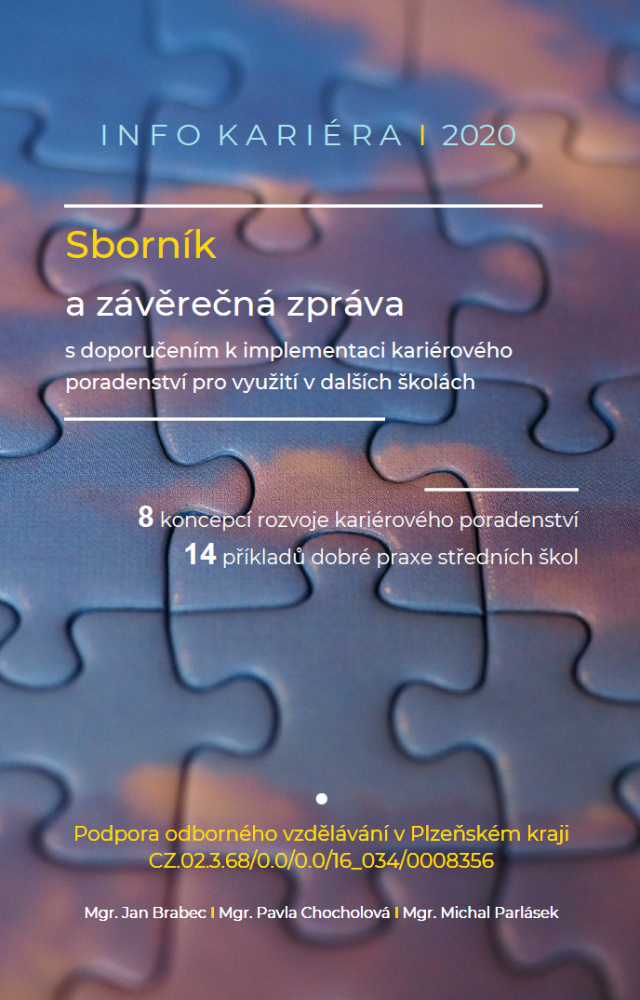 INFO KARIÉRA I 2020
Sborník
a závěrečná zpráva
s doporučením k implementaci kariérového
poradenství pro využití v dalších školách
8 koncepcí rozvoje kariérového poradenství
14 příkladů dobré praxe středních škol
Podpora odborného vzdělávání v Plzeňském kraji
CZ.02.3.68/0.0/0.0/16_034/0008356
Mgr. Jan Brabec I Mgr. Pavla Chocholová I Mgr. Michal Parlásek